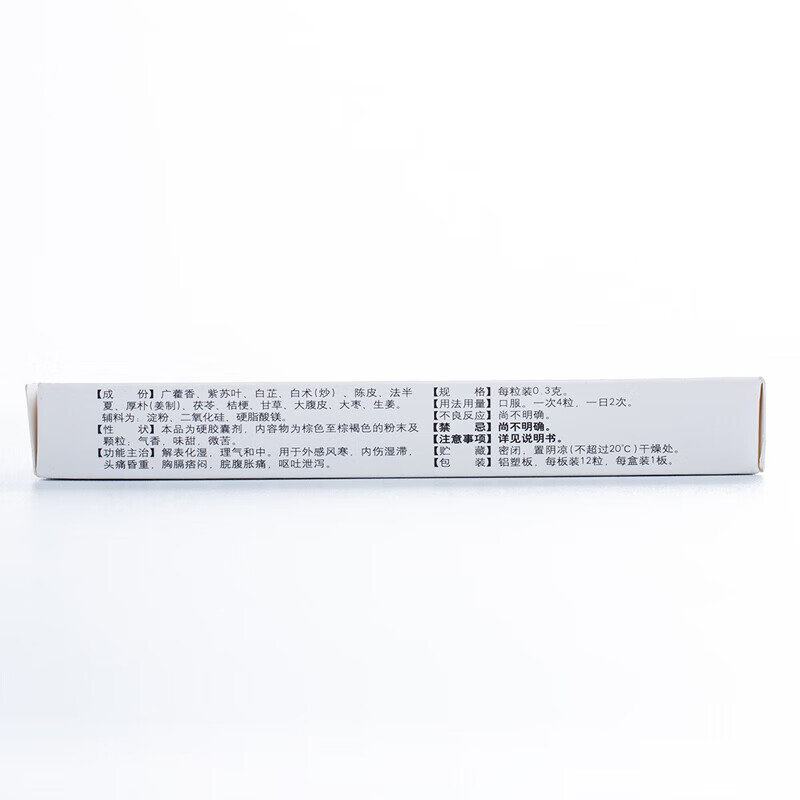 【成　份】广藿香、紫苏叶、白芷、白术(炒)、陈皮、法半
夏、厚朴(姜制)、茯苓、桔梗、甘草、大腹皮、大枣、生姜。
辅料为：淀粉、二氧化硅、硬脂酸镁。
【性　状】本品为硬胶囊剂，内容物为棕色至棕褐色的粉末及
颗粒；气香，味甜、微苦。
【功能主治】解表化湿，理气和中。用于外感风寒，内伤湿滞，
头痛昏重，胸膈痞闷，脘腹胀痛，呕吐泄泻。
【规　格】每粒装0.3克。
【用法用量】口服。一次4粒，一日2次。
【不良反应】尚不明确。
【禁　忌】尚不明确。
【注意事项】详见说明书。
【贮　藏】密闭，置阴凉(不超过20℃)干燥处。
【包　装】铝塑板，每板装12粒，每盒装1板。